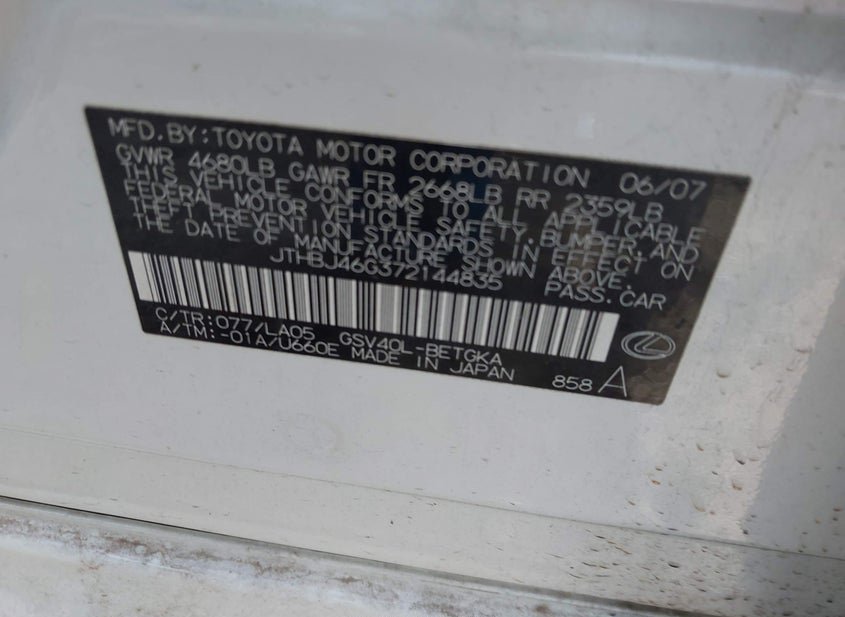 MFD. BY: TOYOTA MOTOR CORPORATION 06/07
GVWR 4680LB GAWR FR 2668LB RR 2359LB
THIS VEHICLE CONFORMS TO ALL APPLICABLE
FEDERAL MOTOR VEHICLE SAFETY, BUMPER, AND
THEFT PREVENTION STANDARDS IN EFFECT ON
THE DATE OF MANUFACTURE SHOWN ABOVE.
JTHBJ46G372144835 PASS. CAR
C/TR: 077/LA05 GSV40L-BETGKA
A/TM: -01A/U660E MADE IN JAPAN 858 A